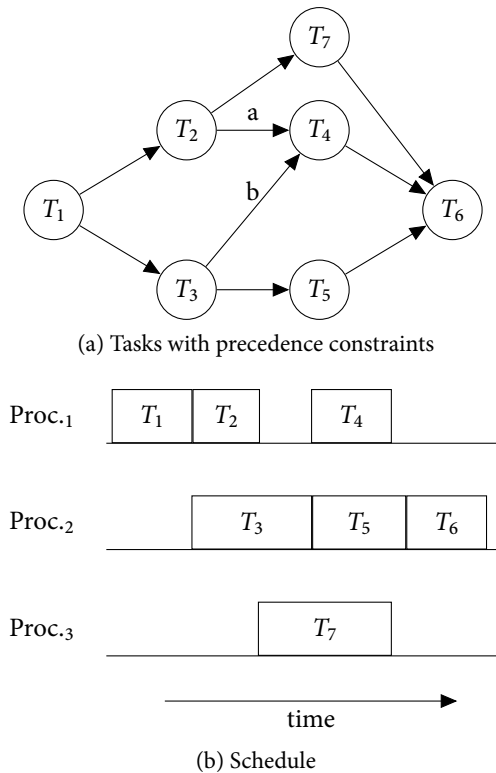 T7
T2 a T4
T1 b T6
T3 T5
(a) Tasks with precedence constraints
Proc.1 T1 T2 T4
Proc.2 T3 T5 T6
Proc.3 T7
time
(b) Schedule